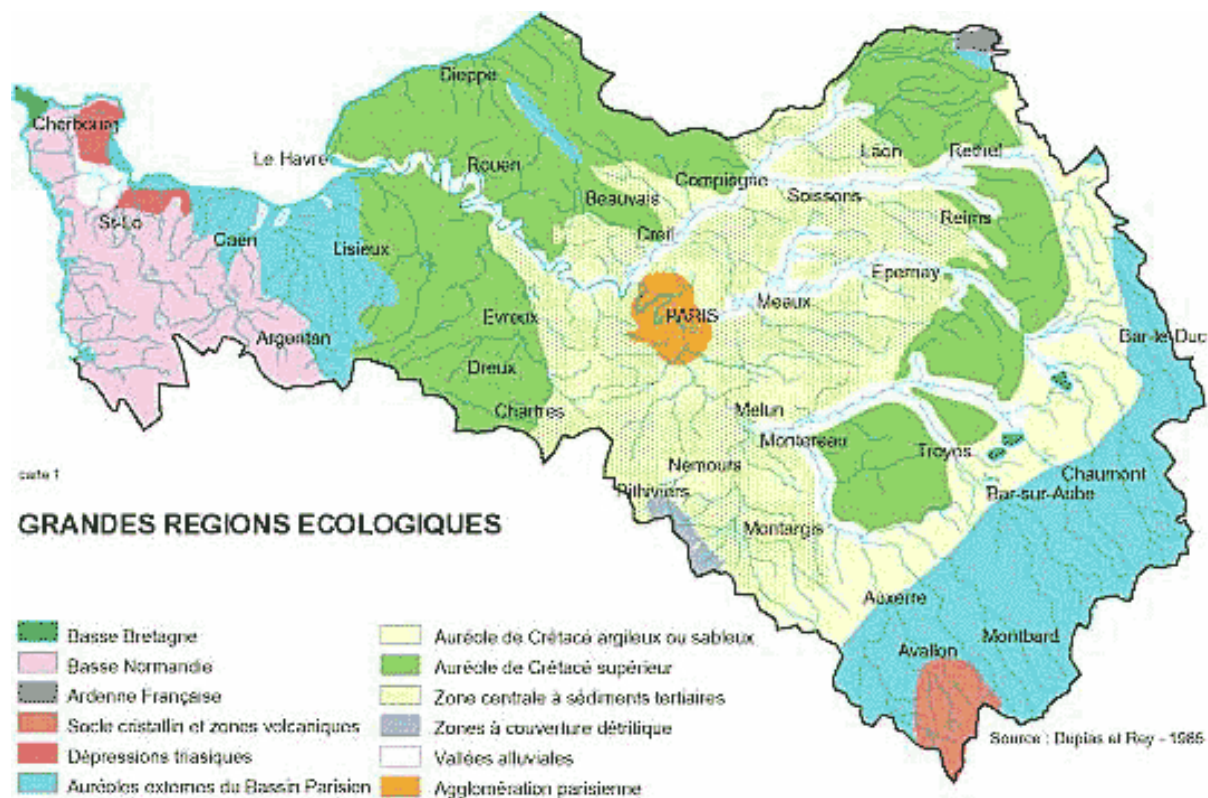 Dieppe
Cherbourg
Le Havre
Rouen
Laon
Rethel
Compiegne
Soissons
Beauvais
Reims
St-Lo
Creil
Caen
Lisieux
Epernay
Meaux
PARIS
Evreux
Argentan
Bar-le Duc
Dreux
Chartres
Melun
Montereau
Troyes
Nemours
Chaumont
carte 1
Pithiviers
Bar-sur-Aube
GRANDES REGIONS ECOLOGIQUES
Montargis
Auxerre
Montbard
Avallon
Basse Bretagne
Basse Normandie
Ardenne Française
Socle cristallin et zones volcaniques
Dépressions triasiques
Auréoles externes du Bassin Parisien
Auréole de Crétacé argileux ou sableux
Auréole de Crétacé supérieur
Zone centrale à sédiments tertiaires
Zones à couverture détritique
Vallées alluviales
Agglomération parisienne
Source : Dupias et Rey - 1985